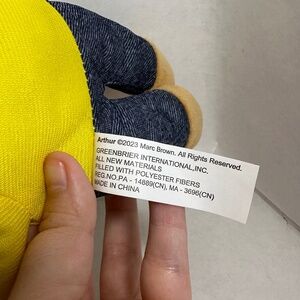 Arthur ©2023 Marc Brown. All Rights Reserved.
GREENBRIER INTERNATIONAL,INC.
ALL NEW MATERIALS
FILLED WITH POLYESTER FIBERS
REG.NO.PA - 14889(CN), MA - 3696(CN)
MADE IN CHINA